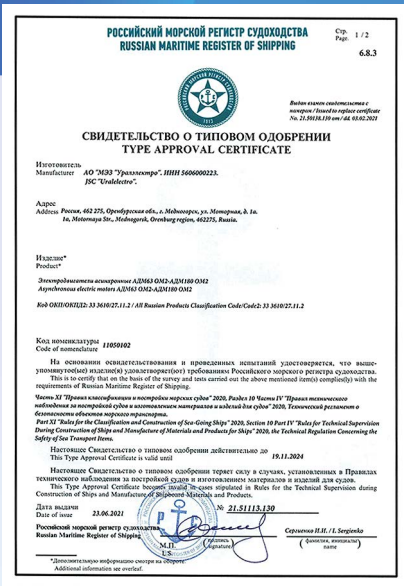 РОССИЙСКИЙ МОРСКОЙ РЕГИСТР СУДОХОДСТВА
RUSSIAN MARITIME REGISTER OF SHIPPING
Стр.
Page. 1 / 2
6.8.3
РОССИЙСКИЙ МОРСКОЙ РЕГИСТР СУДОХОДСТВА
1913
Выдан взамен свидетельства с
номером / Issued to replace certificate
No. 21.50138.130 от / dd. 03.02.2021
СВИДЕТЕЛЬСТВО О ТИПОВОМ ОДОБРЕНИИ
TYPE APPROVAL CERTIFICATE
Изготовитель
Manufacturer
АО "МЭЗ "Уралэлектро". ИНН 5606000223.
JSC "Uralelectro".
Адрес
Address
Россия, 462 275, Оренбургская обл., г. Медногорск, ул. Моторная, д. 1а.
1a, Motornaya Str., Mednogorsk, Orenburg region, 462275, Russia.
Изделие*
Product*
Электродвигатели асинхронные АДМ63 ОМ2-АДМ180 ОМ2
Asynchronous electric motors АДМ63 ОМ2-АДМ180 ОМ2
Код ОКП/ОКПД2: 33 3610/27.11.2 / All Russian Products Classification Code/Code2: 33 3610/27.11.2
Код номенклатуры
Code of nomenclature
11050102
На основании освидетельствования и проведенных испытаний удостоверяется, что выше-
упомянутое(ые) изделие(я) удовлетворяет(ют) требованиям Российского морского регистра судоходства.
This is to certify that on the basis of the survey and tests carried out the above mentioned item(s) complies(ly) with the
requirements of Russian Maritime Register of Shipping.
Часть XI "Правил классификации и постройки морских судов" 2020, Раздел 10 Части IV "Правил технического
наблюдения за постройкой судов и изготовлением материалов и изделий для судов" 2020, Технический регламент о
безопасности объектов морского транспорта.
Part XI "Rules for the Classification and Construction of Sea-Going Ships" 2020, Section 10 Part IV "Rules for Technical Supervision
During Construction of Ships and Manufacture of Materials and Products for Ships" 2020, the Technical Regulation Concerning the
Safety of Sea Transport Items.
Настоящее Свидетельство о типовом одобрении действительно до
This Type Approval Certificate is valid until
19.11.2024
Настоящее Свидетельство о типовом одобрении теряет силу в случаях, установленных в Правилах
технического наблюдения за постройкой судов и изготовлением материалов и изделий для судов.
This Type Approval Certificate becomes invalid in cases stipulated in Rules for the Technical Supervision during
Construction of Ships and Manufacture of Shipboard Materials and Products.
Дата выдачи
Date of issue
23.06.2021
№ 21.51113.130
Российский морской регистр судоходства
Russian Maritime Register of Shipping
М.П.
L.S.
(подпись)
(signature)
Сергиенко И.И. / I. Sergienko
(фамилия, инициалы)
name
*Дополнительную информацию смотри на обороте.
Additional information see overleaf.